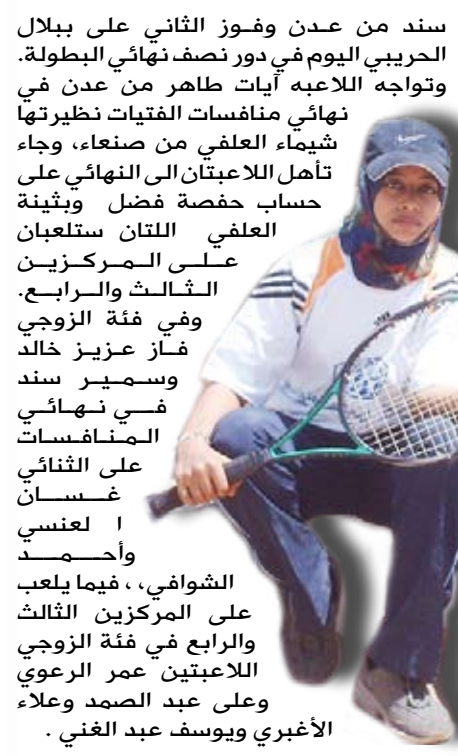 سند من عدن وفوز الثاني على ببلال
الحريبي اليوم في دور نصف نهائي البطولة.
وتواجه اللاعبه آيات طاهر من عدن في
نهائي منافسات الفتيات نظيرتها
شيماء العلفي من صنعاء، وجاء
تأهل اللاعبتان الى النهائي على
حساب حفصة فضل وبثينة
العلفي اللتان ستلعبان
على المركزين
الثالث والرابع.
وفي فئة الزوجي
فاز عزيز خالد
وسمير سند
في نهائي
المنافسات
على الثنائي
غسان
ا لعنسي
وأحمد
الشوافي، ، فيما يلعب
على المركزين الثالث
والرابع في فئة الزوجي
اللاعبتين عمر الرعوي
وعلى عبد الصمد وعلاء
الأغبري ويوسف عبد الغني .